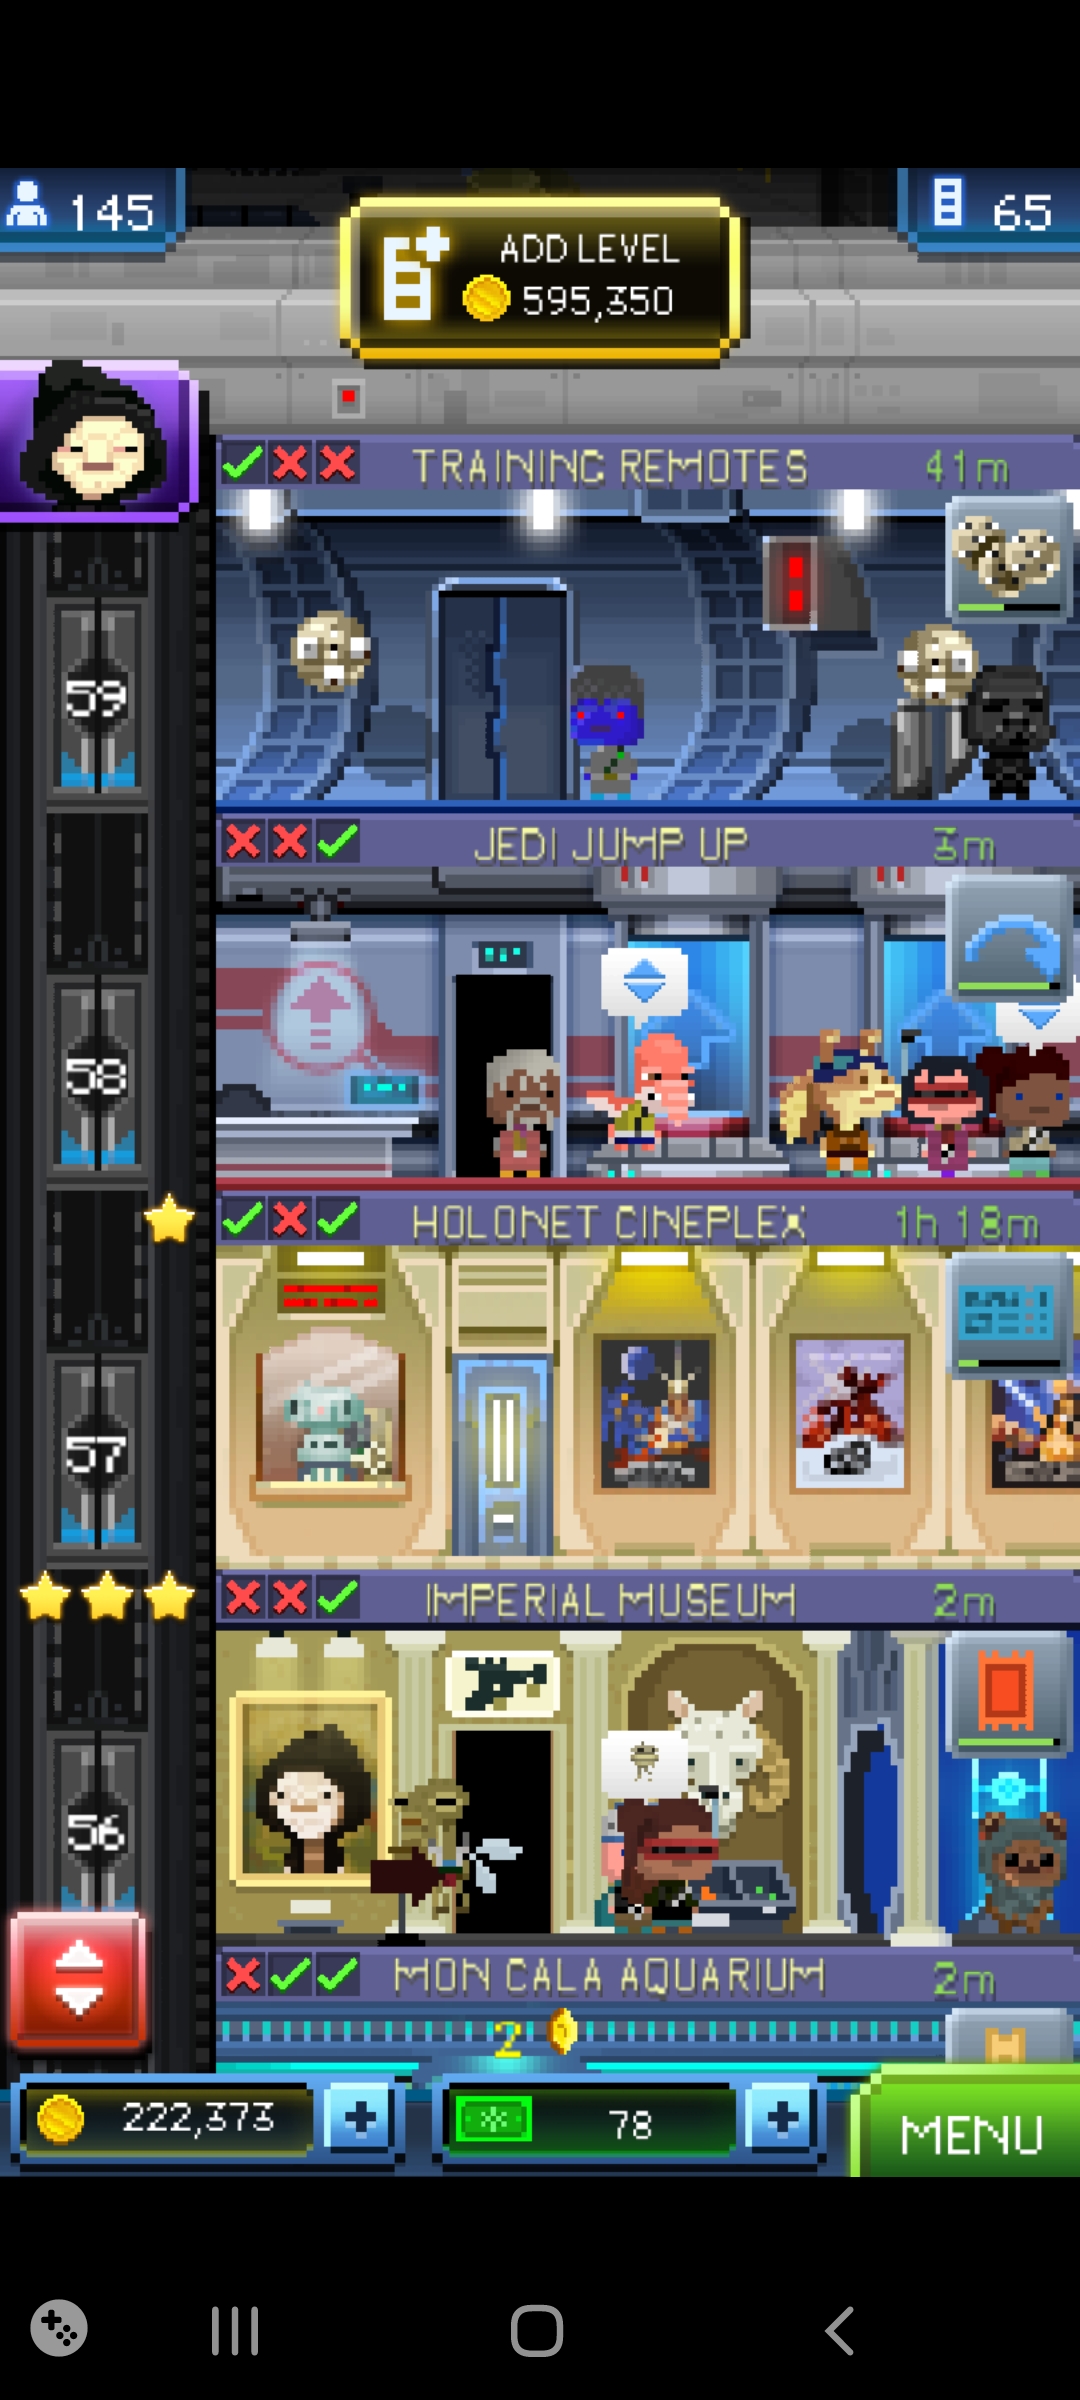 145
ADD LEVEL
595,350
65
TRAINING REMOTES 41m
59
JEDI JUMP UP 3m
58
HOLONET CINEPLEX 1h 18m
57
IMPERIAL MUSEUM 2m
56
MON CALA AQUARIUM 2m
2
222,373
78
MENU